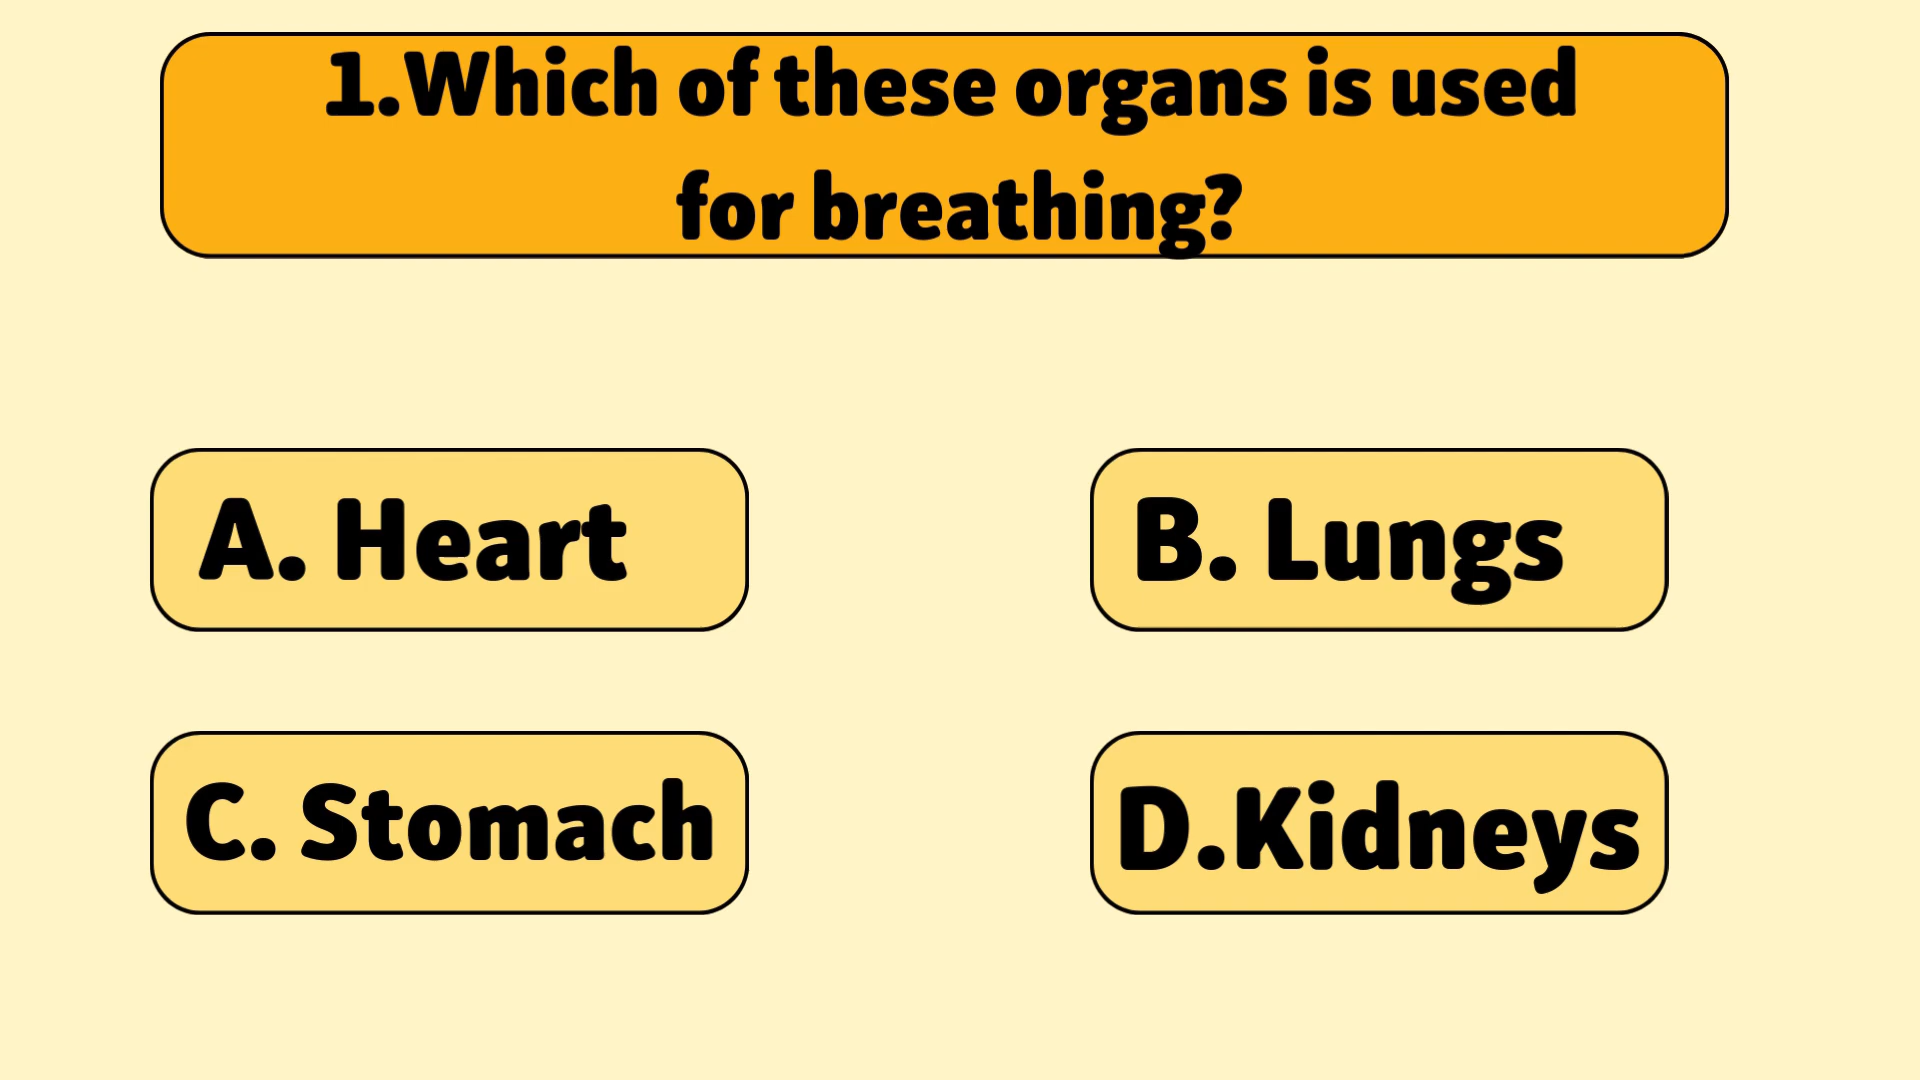 1.Which of these organs is used
for breathing?
A. Heart
B. Lungs
C. Stomach
D.Kidneys